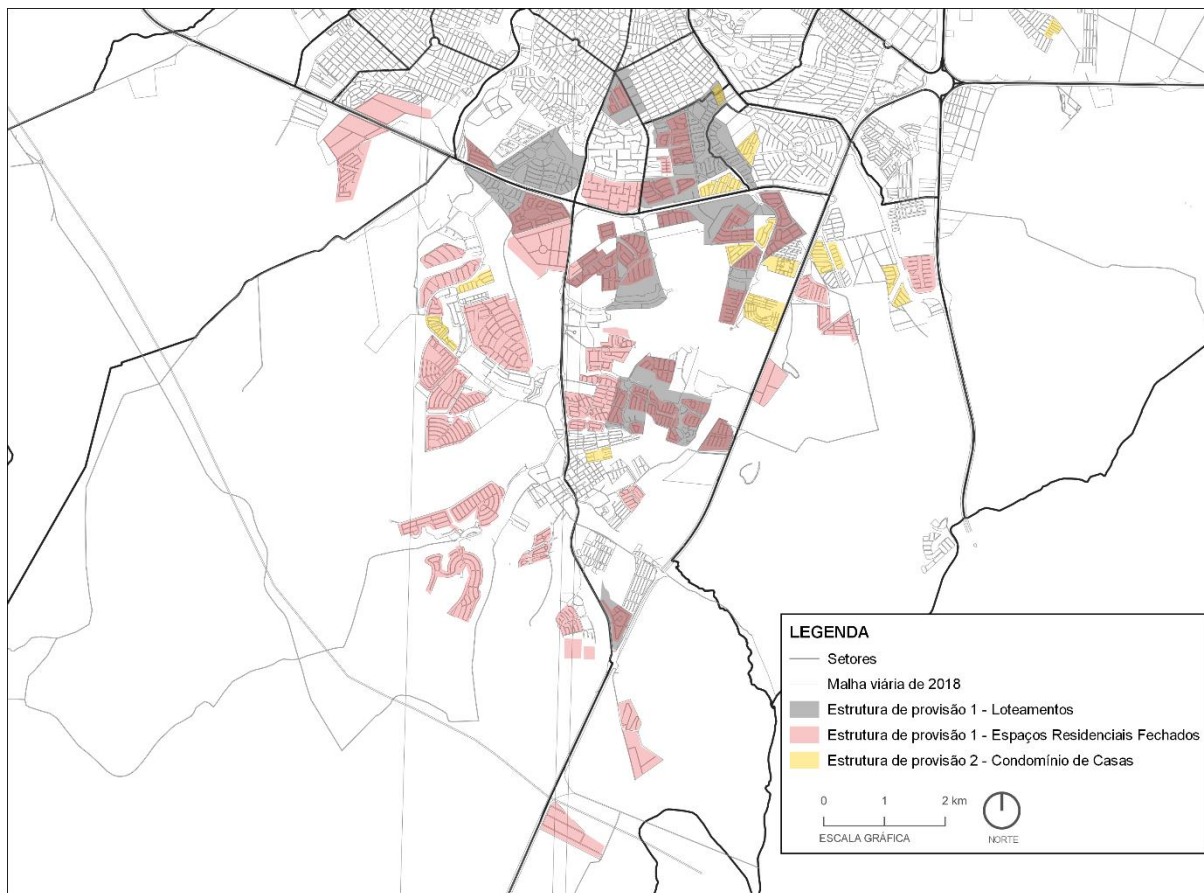 LEGENDA
Setores
Malha viária de 2018
Estrutura de provisão 1 - Loteamentos
Estrutura de provisão 1 - Espaços Residenciais Fechados
Estrutura de provisão 2 - Condomínio de Casas
0 1 2 km
ESCALA GRÁFICA
NORTE